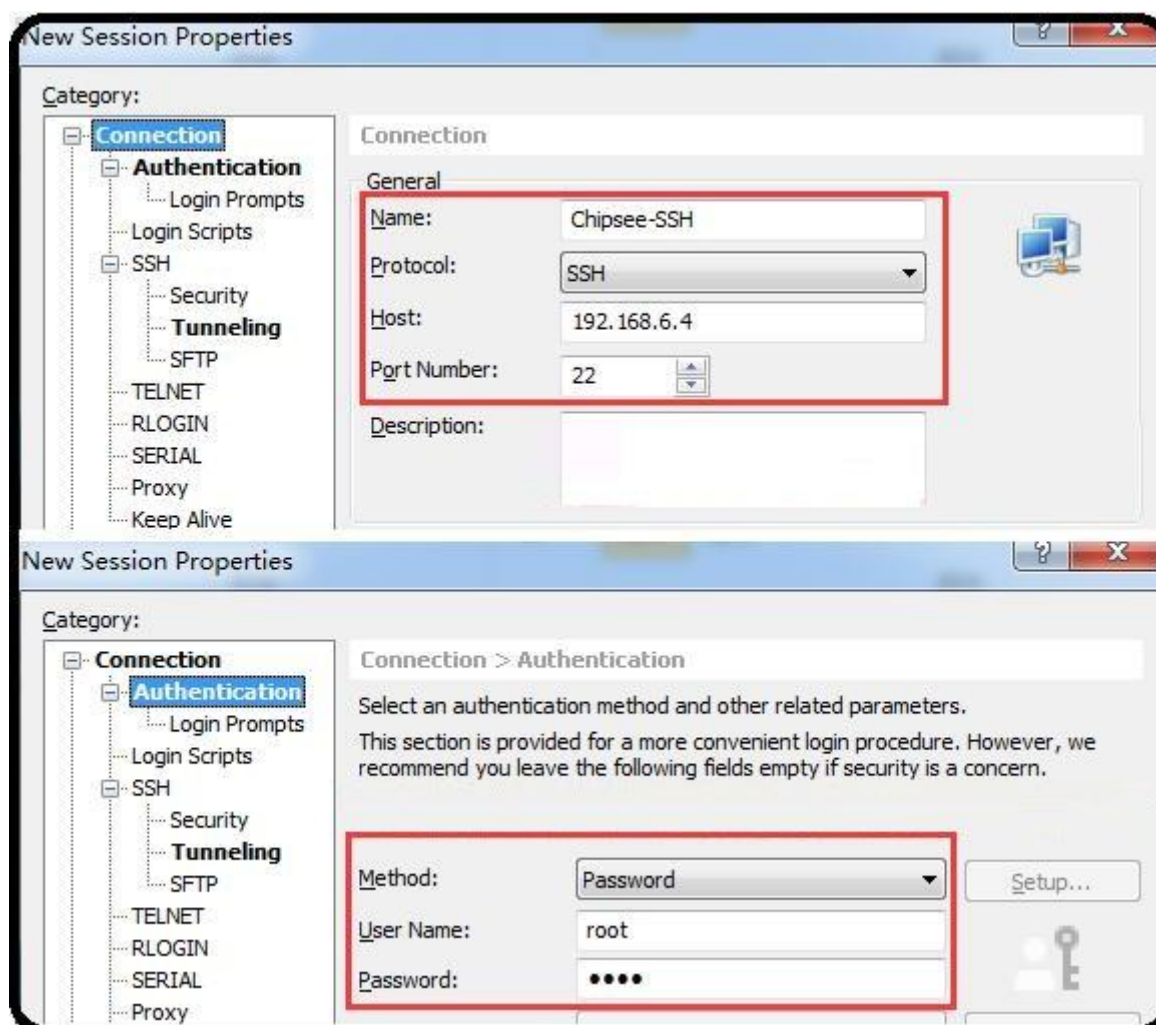 New Session Properties
Category:
Connection
Authentication
Login Prompts
Login Scripts
SSH
Security
Tunneling
SFTP
TELNET
RLOGIN
SERIAL
Proxy
Keep Alive
Connection
General
Name: Chipsee-SSH
Protocol: SSH
Host: 192.168.6.4
Port Number: 22
Description:
New Session Properties
Category:
Connection
Authentication
Login Prompts
Login Scripts
SSH
Security
Tunneling
SFTP
TELNET
RLOGIN
SERIAL
Proxy
Connection > Authentication
Select an authentication method and other related parameters.
This section is provided for a more convenient login procedure. However, we
recommend you leave the following fields empty if security is a concern.
Method: Password Setup...
User Name: root
Password: ●●●●